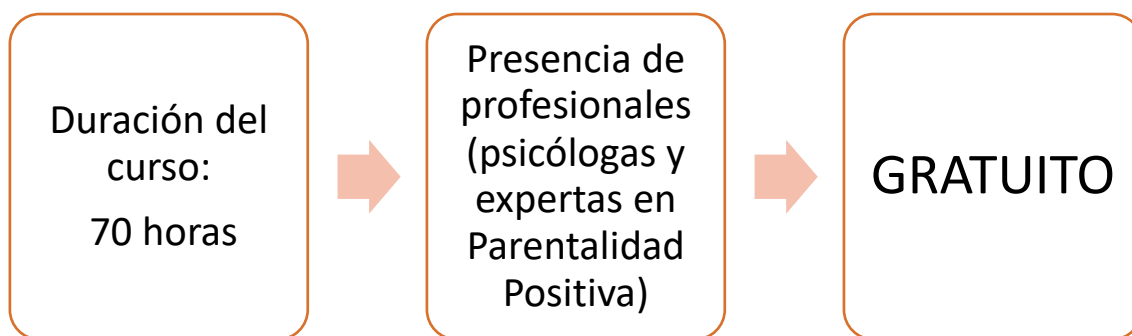 Duración del
curso:
70 horas
Presencia de
profesionales
(psicólogas y
expertas en
Parentalidad
Positiva)
GRATUITO